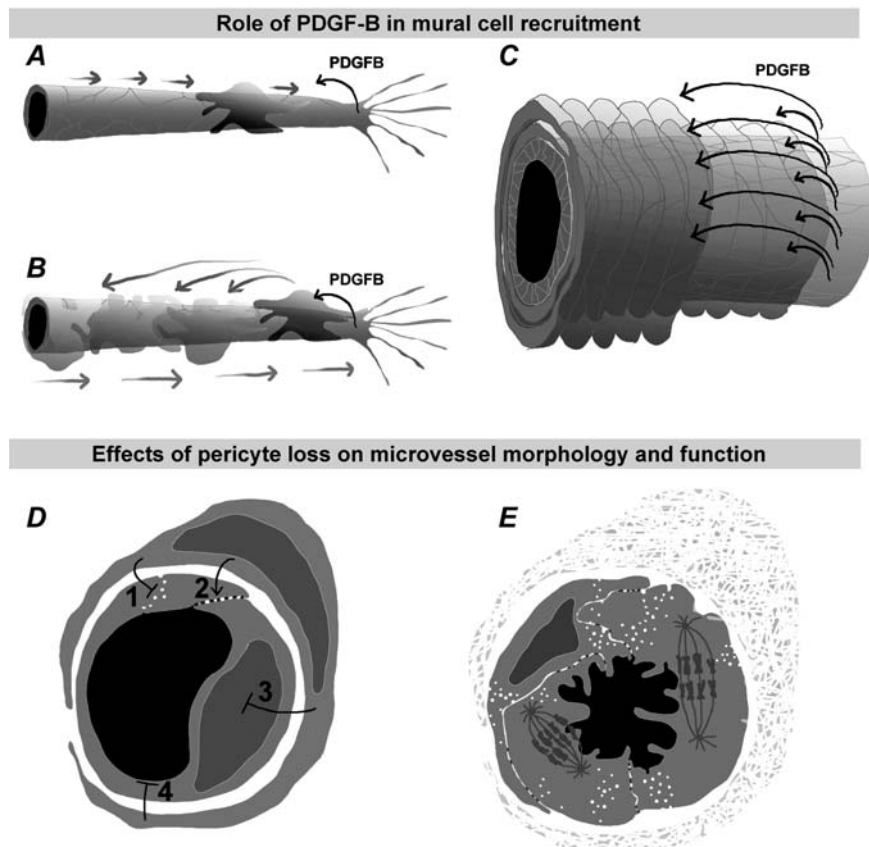 Role of PDGF-B in mural cell recruitment
A
PDGFB
C
PDGFB
B
PDGFB
Effects of pericyte loss on microvessel morphology and function
D
E
1
2
3
4